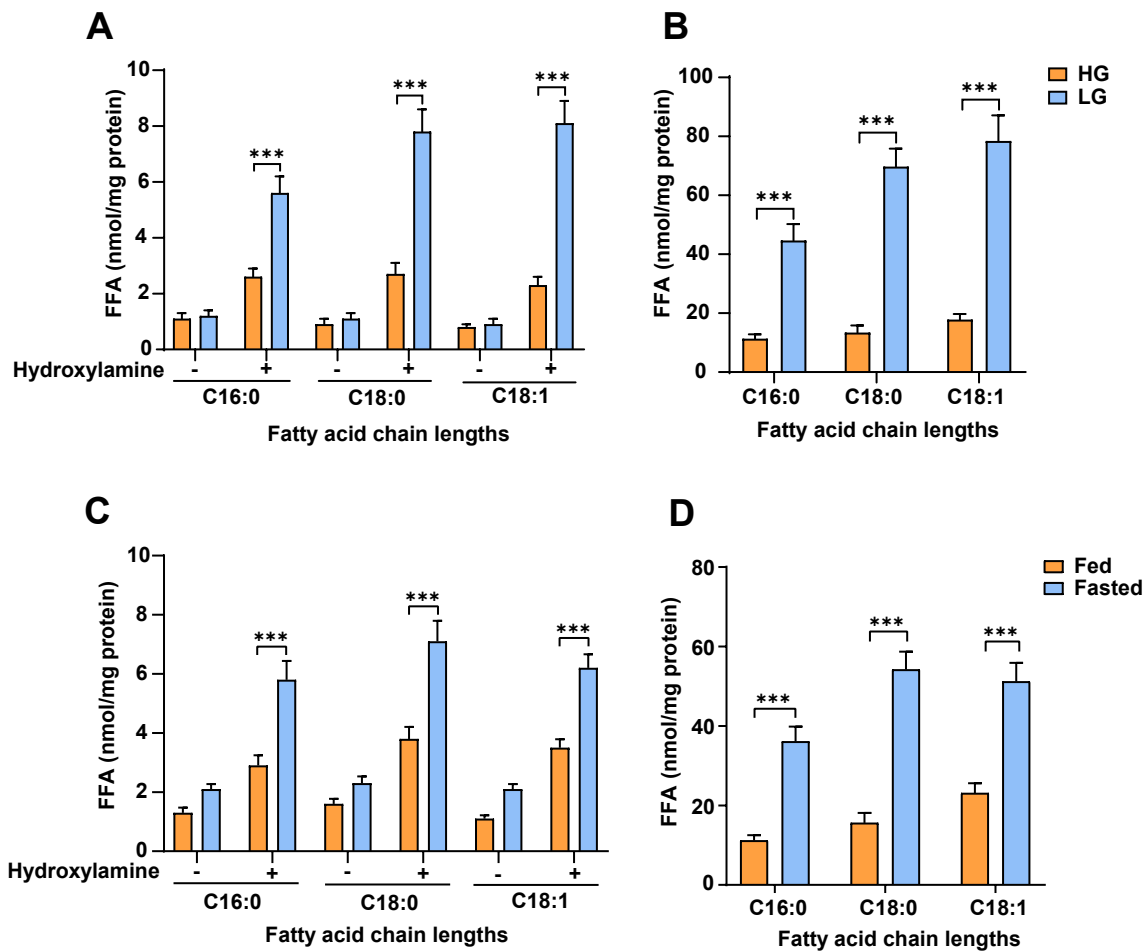 A
FFA (nmol/mg protein)
10
8
6
4
2
0
***
***
***
Hydroxylamine
- + - + - +
C16:0 C18:0 C18:1
Fatty acid chain lengths
B
HG
LG
FFA (nmol/mg protein)
100
80
60
40
20
0
***
***
***
C16:0 C18:0 C18:1
Fatty acid chain lengths
C
FFA (nmol/mg protein)
10
8
6
4
2
0
***
***
***
Hydroxylamine
- + - + - +
C16:0 C18:0 C18:1
Fatty acid chain lengths
D
Fed
Fasted
FFA (nmol/mg protein)
80
60
40
20
0
***
***
***
C16:0 C18:0 C18:1
Fatty acid chain lengths